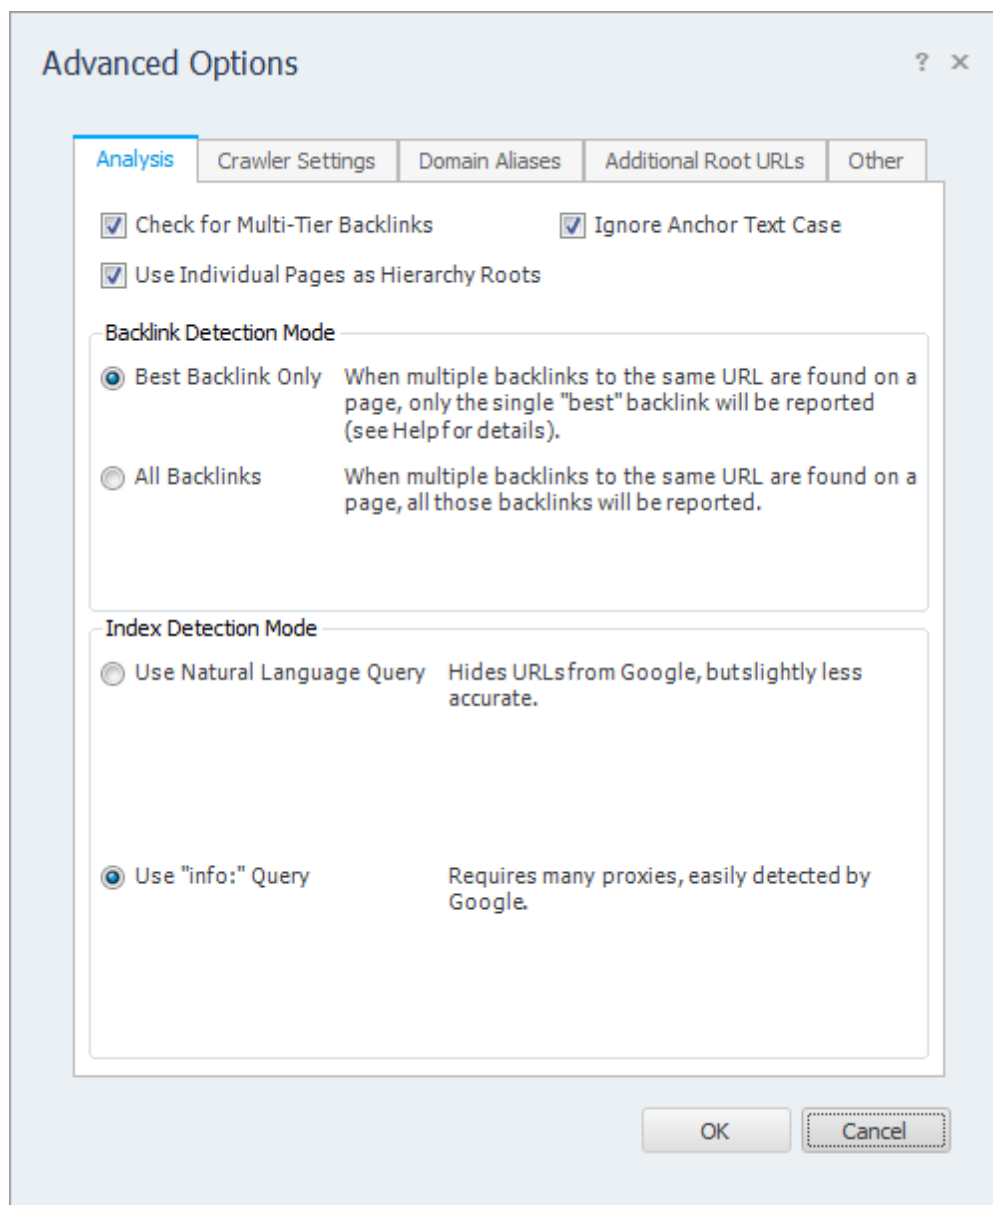 Advanced Options
? ×
Analysis Crawler Settings Domain Aliases Additional Root URLs Other
Check for Multi-Tier Backlinks Ignore Anchor Text Case
Use Individual Pages as Hierarchy Roots
Backlink Detection Mode
Best Backlink Only When multiple backlinks to the same URL are found on a
page, only the single "best" backlink will be reported
(see Help for details).
All Backlinks When multiple backlinks to the same URL are found on a
page, all those backlinks will be reported.
Index Detection Mode
Use Natural Language Query Hides URLs from Google, but slightly less
accurate.
Use "info:" Query Requires many proxies, easily detected by
Google.
OK Cancel